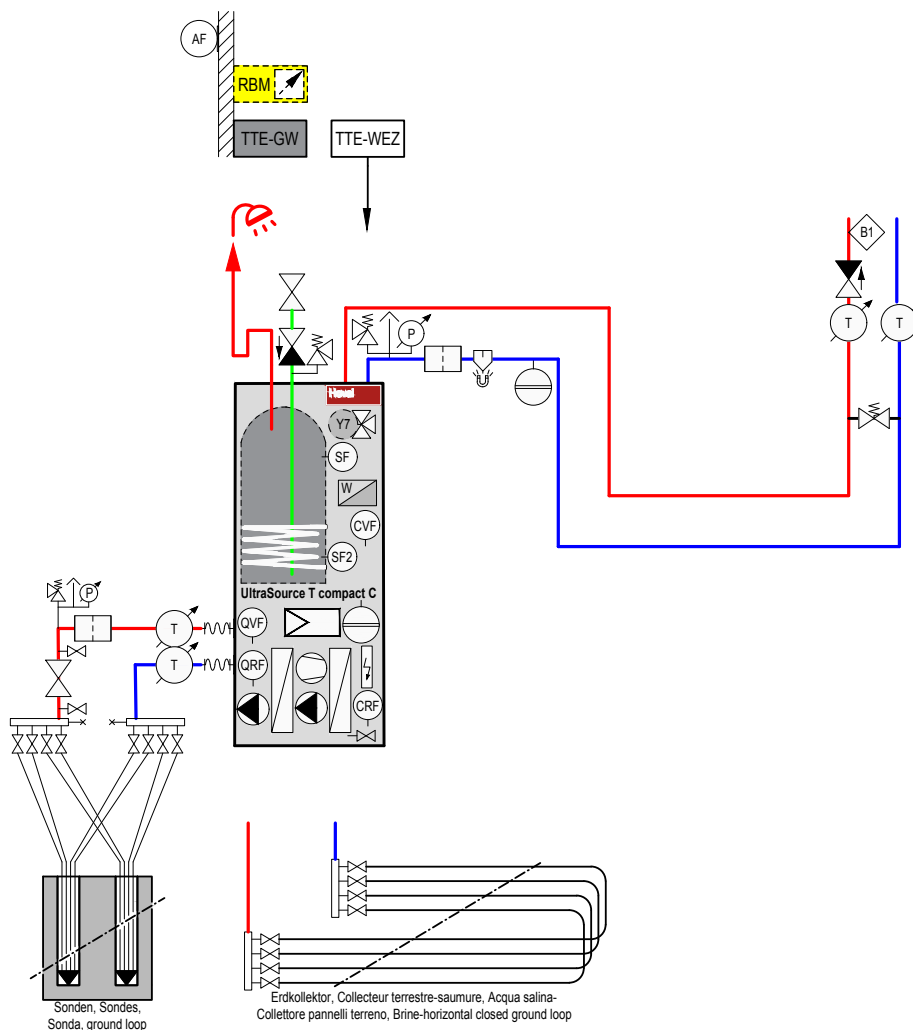 AF
RBM
TTE-GW
TTE-WEZ
B1
T
T
P
Hoval
Y7
SF
W
CVF
SF2
UltraSource T compact C
P
T
QVF
T
QRF
CRF
Sonden, Sondes,
Sonda, ground loop
Erdkollektor, Collecteur terrestre-saumure, Acqua salina-
Collettore pannelli terreno, Brine-horizontal closed ground loop